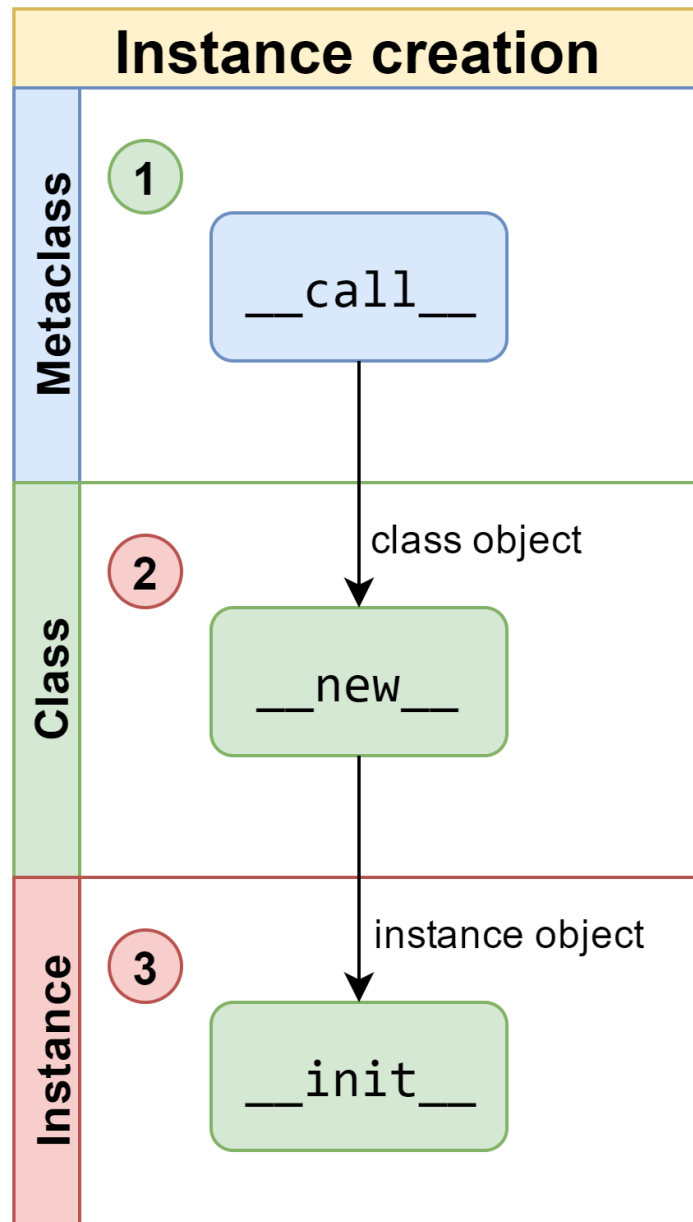 Instance creation
Metaclass
1
__call__
class object
Class
2
__new__
instance object
Instance
3
__init__